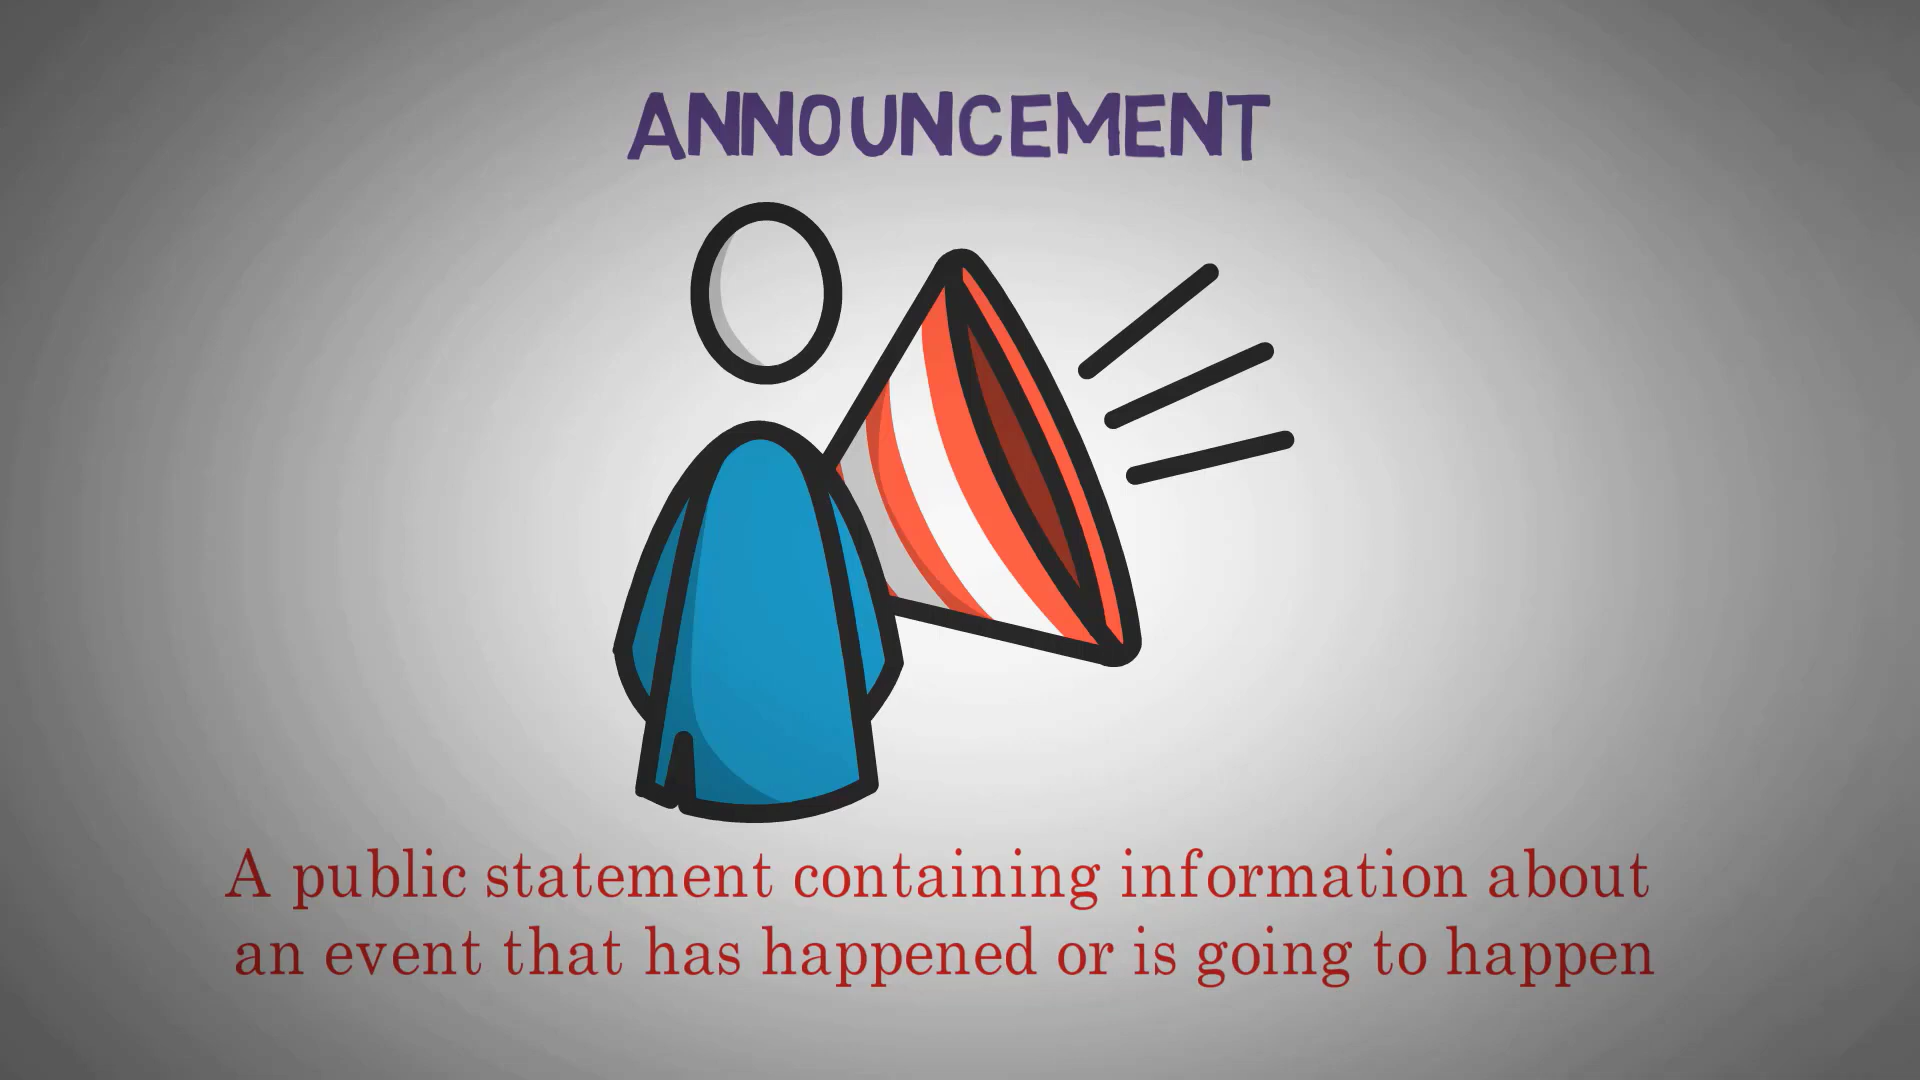 ANNOUNCEMENT
A public statement containing information about
an event that has happened or is going to happen